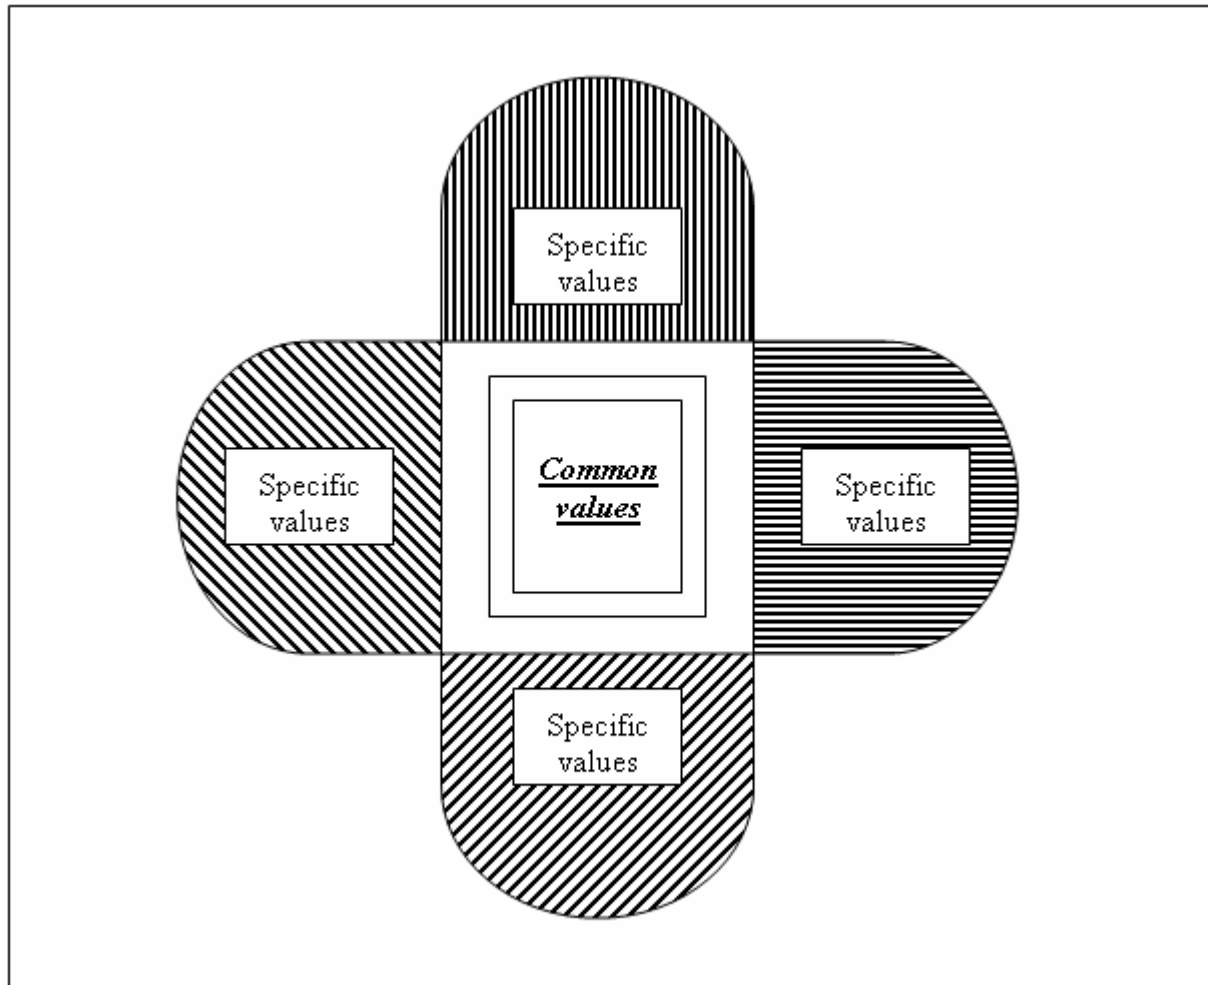 Specific
values
Specific
values
Common
values
Specific
values
Specific
values